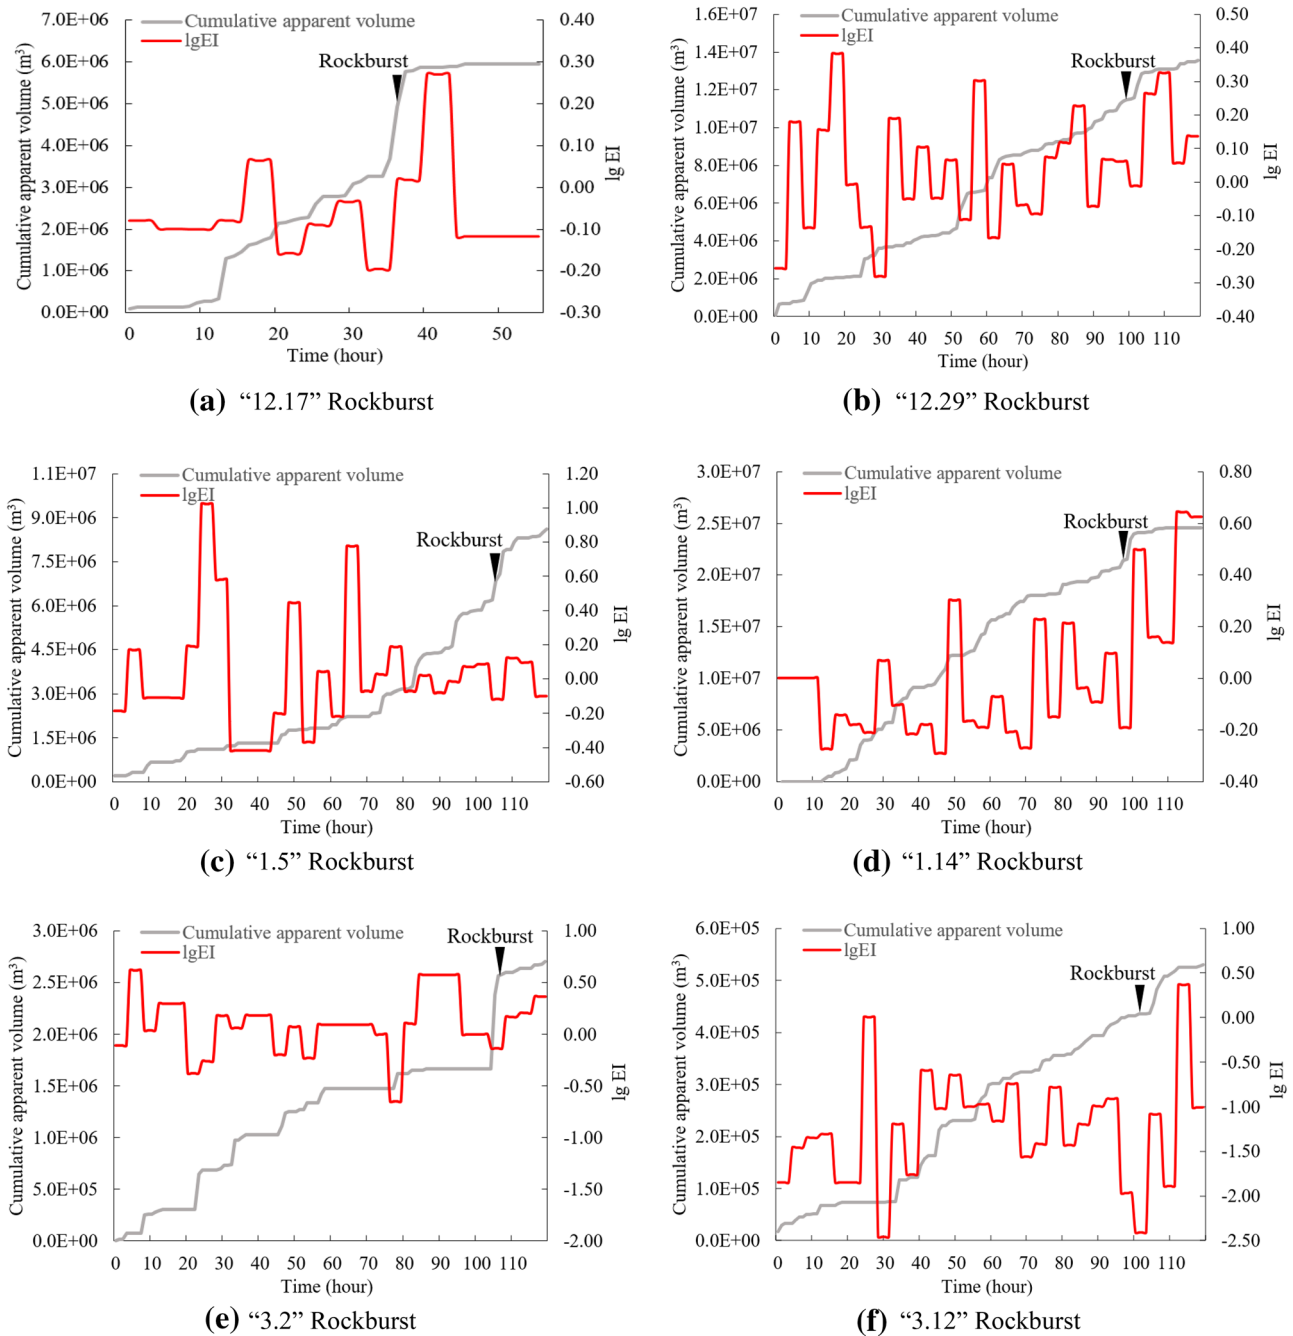 Cumulative apparent volume
lgEI
Rockburst
Cumulative apparent volume (m³)
7.0E+06
6.0E+06
5.0E+06
4.0E+06
3.0E+06
2.0E+06
1.0E+06
0.0E+00
0.40
0.30
0.20
0.10
0.00
-0.10
-0.20
-0.30
lg EI
0 10 20 30 40 50
Time (hour)
(a) “12.17” Rockburst
Cumulative apparent volume
lgEI
Rockburst
Cumulative apparent volume (m³)
1.6E+07
1.4E+07
1.2E+07
1.0E+07
8.0E+06
6.0E+06
4.0E+06
2.0E+06
0.0E+00
0.50
0.40
0.30
0.20
0.10
0.00
-0.10
-0.20
-0.30
-0.40
lg EI
0 10 20 30 40 50 60 70 80 90 100 110
Time (hour)
(b) “12.29” Rockburst
Cumulative apparent volume
lgEI
Rockburst
Cumulative apparent volume (m³)
1.1E+07
9.0E+06
7.5E+06
6.0E+06
4.5E+06
3.0E+06
1.5E+06
0.0E+00
1.20
1.00
0.80
0.60
0.40
0.20
0.00
-0.20
-0.40
-0.60
lg EI
0 10 20 30 40 50 60 70 80 90 100 110
Time (hour)
(c) “1.5” Rockburst
Cumulative apparent volume
lgEI
Rockburst
Cumulative apparent volume (m³)
3.0E+07
2.5E+07
2.0E+07
1.5E+07
1.0E+07
5.0E+06
0.0E+00
0.80
0.60
0.40
0.20
0.00
-0.20
-0.40
lg EI
0 10 20 30 40 50 60 70 80 90 100 110
Time (hour)
(d) “1.14” Rockburst
Cumulative apparent volume
lgEI
Rockburst
Cumulative apparent volume (m³)
3.0E+06
2.5E+06
2.0E+06
1.5E+06
1.0E+06
5.0E+05
0.0E+00
1.00
0.50
0.00
-0.50
-1.00
-1.50
-2.00
lg EI
0 10 20 30 40 50 60 70 80 90 100 110
Time (hour)
(e) “3.2” Rockburst
Cumulative apparent volume
lgEI
Rockburst
Cumulative apparent volume (m³)
6.0E+05
5.0E+05
4.0E+05
3.0E+05
2.0E+05
1.0E+05
0.0E+00
1.00
0.50
0.00
-0.50
-1.00
-1.50
-2.00
-2.50
lg EI
0 10 20 30 40 50 60 70 80 90 100 110
Time (hour)
(f) “3.12” Rockburst